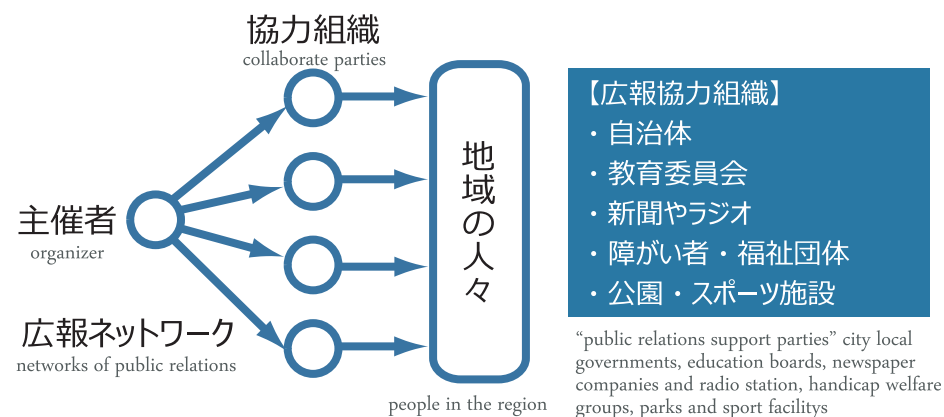 協力組織
collaborate parties
主催者
organizer
広報ネットワーク
networks of public relations
地域の人々
people in the region
【広報協力組織】
・自治体
・教育委員会
・新聞やラジオ
・障がい者・福祉団体
・公園・スポーツ施設
“public relations support parties” city local
governments, education boards, newspaper
companies and radio station, handicap welfare
groups, parks and sport facilitys